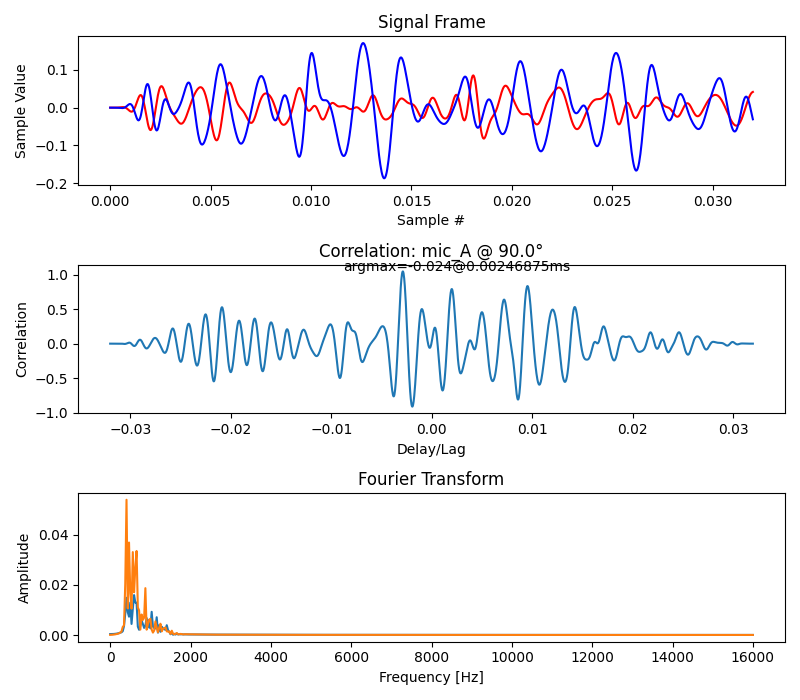 Signal Frame
Sample Value
0.1
0.0
−0.1
−0.2
0.000 0.005 0.010 0.015 0.020 0.025 0.030
Sample #
Correlation: mic_A @ 90.0°
argmax=-0.024@0.00246875ms
Correlation
1.0
0.5
0.0
−0.5
−1.0
−0.03 −0.02 −0.01 0.00 0.01 0.02 0.03
Delay/Lag
Fourier Transform
Amplitude
0.04
0.02
0.00
0 2000 4000 6000 8000 10000 12000 14000 16000
Frequency [Hz]